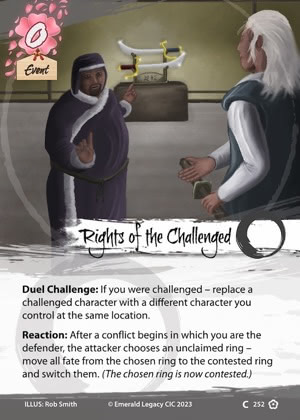 0
Event
Rights of the Challenged
Duel Challenge: If you were challenged – replace a
challenged character with a different character you
control at the same location.
Reaction: After a conflict begins in which you are the
defender, the attacker chooses an unclaimed ring –
move all fate from the chosen ring to the contested ring
and switch them. (The chosen ring is now contested.)
ILLUS: Rob Smith © Emerald Legacy CIC 2023 C 252